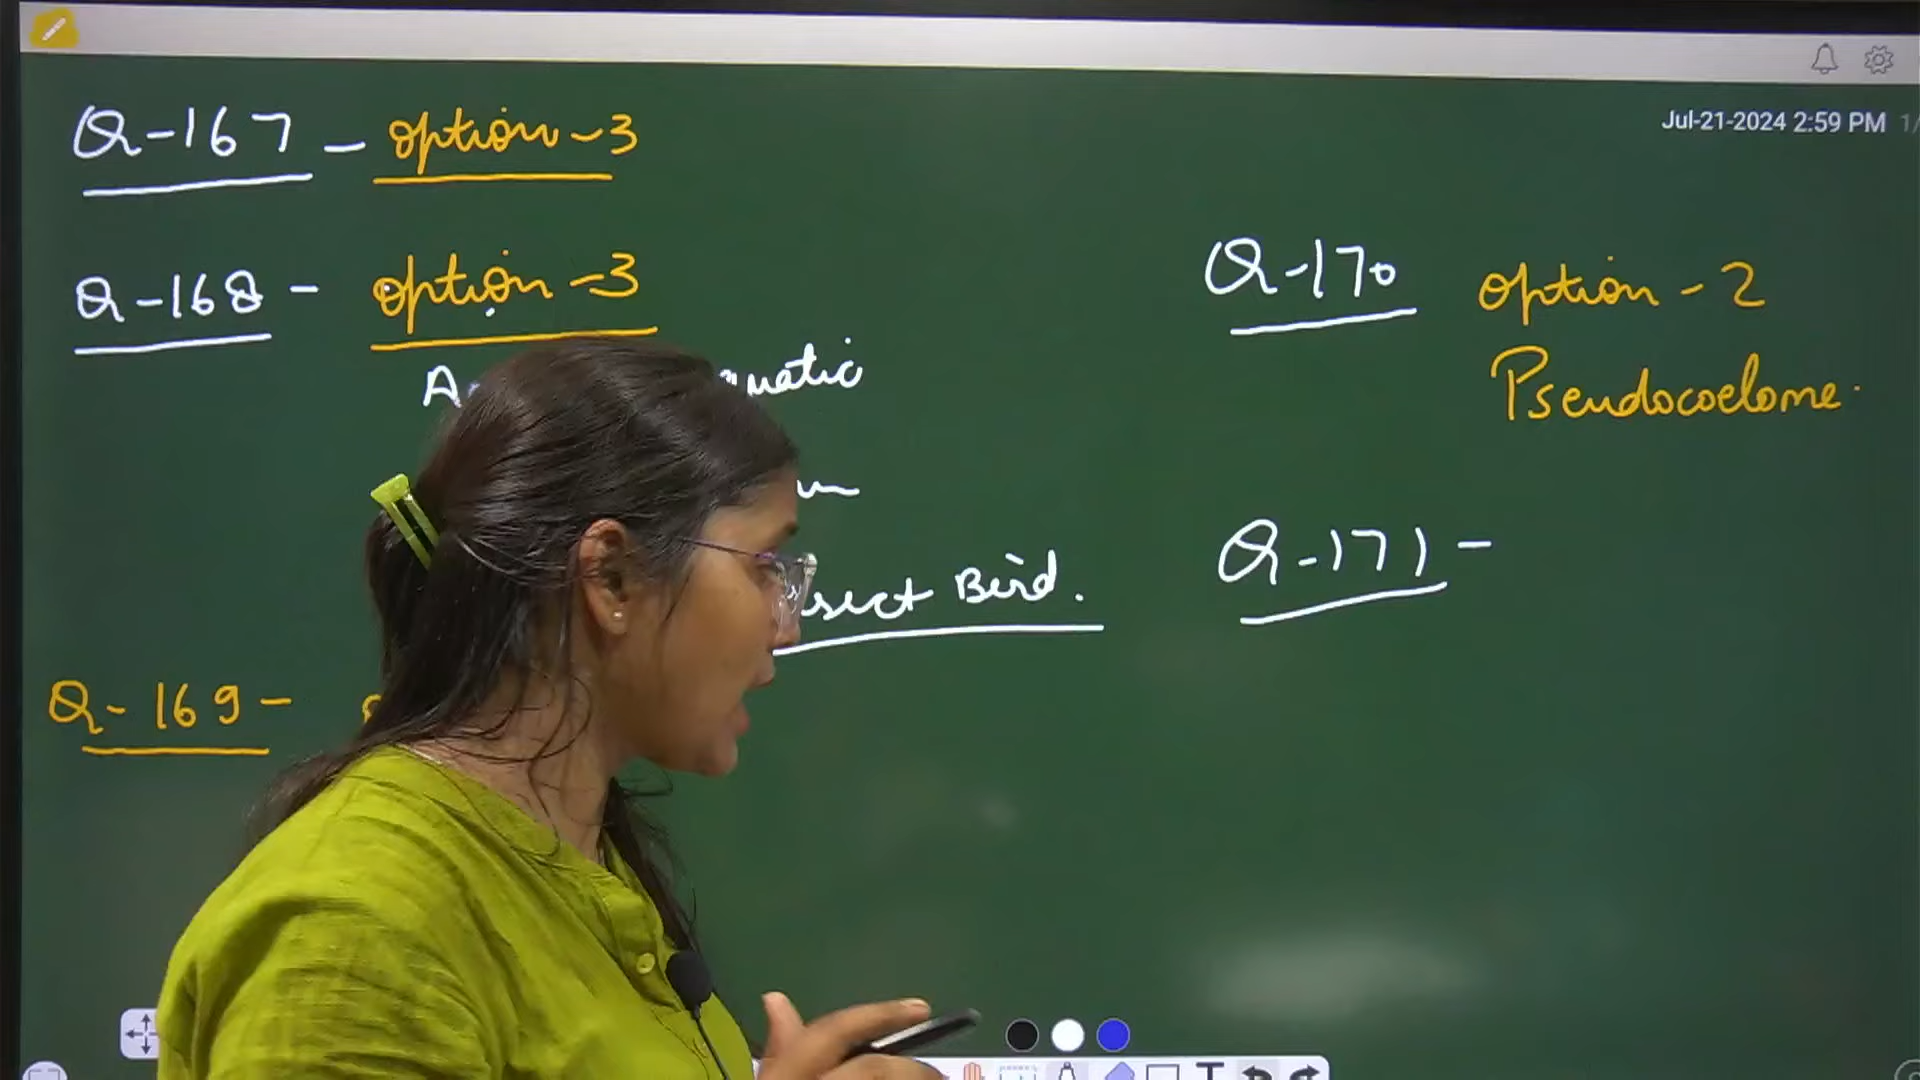 Jul-21-2024 2:59 PM
Q-167 - option-3
Q-168 - option-3
Bird.
Q-169 -
Q-170 option-2
Pseudocoelome.
Q-171 -